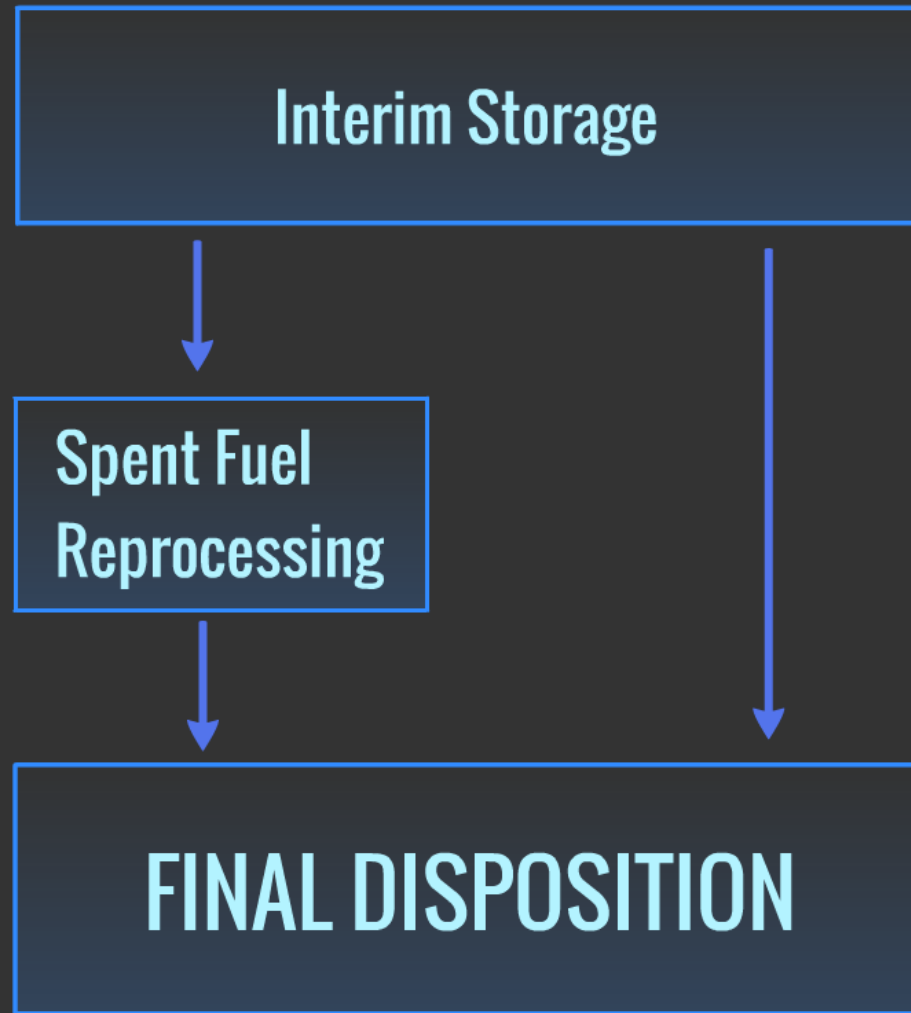 Interim Storage
Spent Fuel
Reprocessing
FINAL DISPOSITION